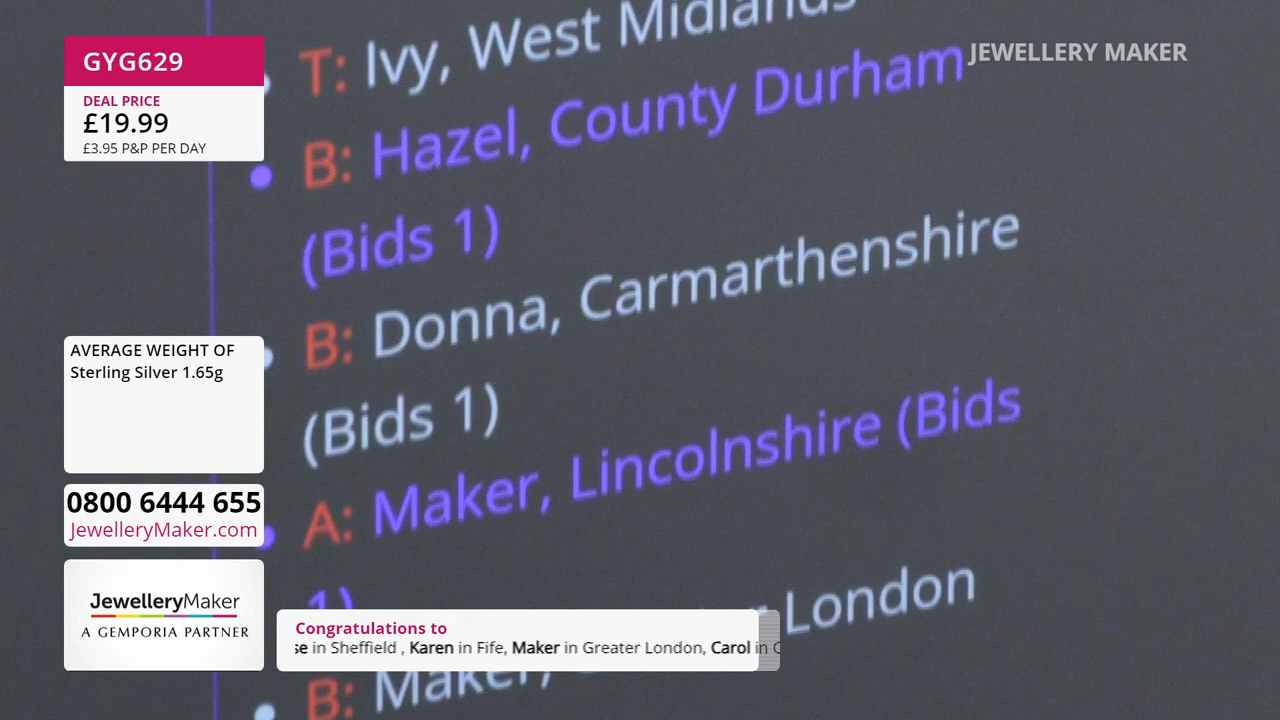 GYG629
DEAL PRICE
£19.99
£3.95 P&P PER DAY
JEWELLERY MAKER
T: Ivy, West Midlands
B: Hazel, County Durham
(Bids 1)
B: Donna, Carmarthenshire
(Bids 1)
A: Maker, Lincolnshire (Bids
1)
London
B: Maker,
AVERAGE WEIGHT OF
Sterling Silver 1.65g
0800 6444 655
JewelleryMaker.com
JewelleryMaker
A GEMPORIA PARTNER
Congratulations to
se in Sheffield , Karen in Fife, Maker in Greater London, Carol in